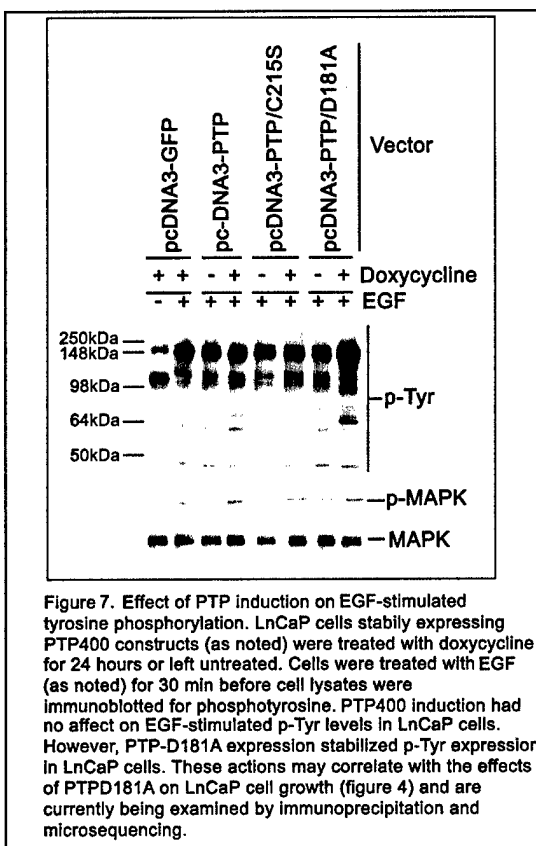 pcDNA3-GFP
pc-DNA3-PTP
pcDNA3-PTP/C215S
pcDNA3-PTP/D181A
Vector
+ + - + - + - + Doxycycline
- + + + + + + + EGF
250kDa
148kDa
98kDa
64kDa
50kDa
p-Tyr
p-MAPK
MAPK
Figure 7. Effect of PTP induction on EGF-stimulated
tyrosine phosphorylation. LnCaP cells stabily expressing
PTP400 constructs (as noted) were treated with doxycycline
for 24 hours or left untreated. Cells were treated with EGF
(as noted) for 30 min before cell lysates were
immunoblotted for phosphotyrosine. PTP400 induction had
no affect on EGF-stimulated p-Tyr levels in LnCaP cells.
However, PTP-D181A expression stabilized p-Tyr expression
in LnCaP cells. These actions may correlate with the effects
of PTPD181A on LnCaP cell growth (figure 4) and are
currently being examined by immunoprecipitation and
microsequencing.